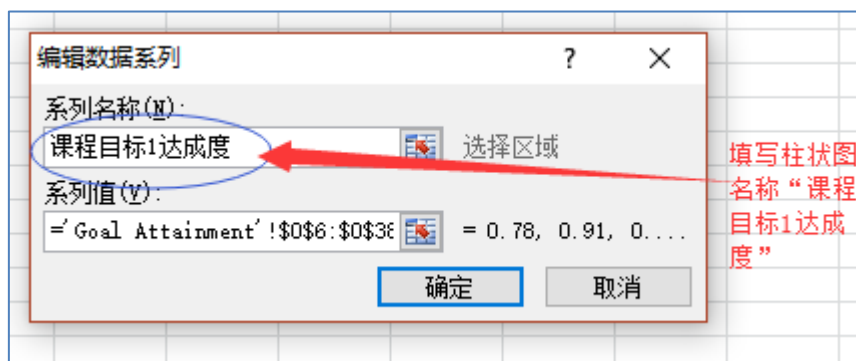 编辑数据系列
?
系列名称(N):
课程目标1达成度
选择区域
系列值(V):
='Goal Attainment'!$O$6:$O$38
= 0.78, 0.91, 0....
确定
取消
填写柱状图
名称“课程
目标1达成
度”